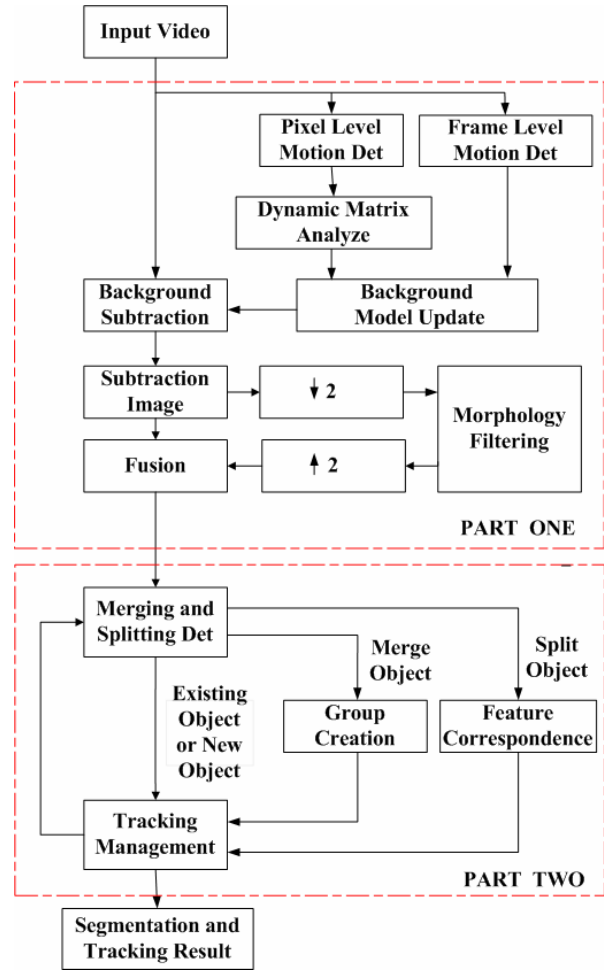 Input Video
Pixel Level
Motion Det
Frame Level
Motion Det
Dynamic Matrix
Analyze
Background
Subtraction
Background
Model Update
Subtraction
Image
↓ 2
Morphology
Filtering
Fusion
↑ 2
PART ONE
Merging and
Splitting Det
Merge
Object
Split
Object
Existing
Object
or New
Object
Group
Creation
Feature
Correspondence
Tracking
Management
PART TWO
Segmentation and
Tracking Result